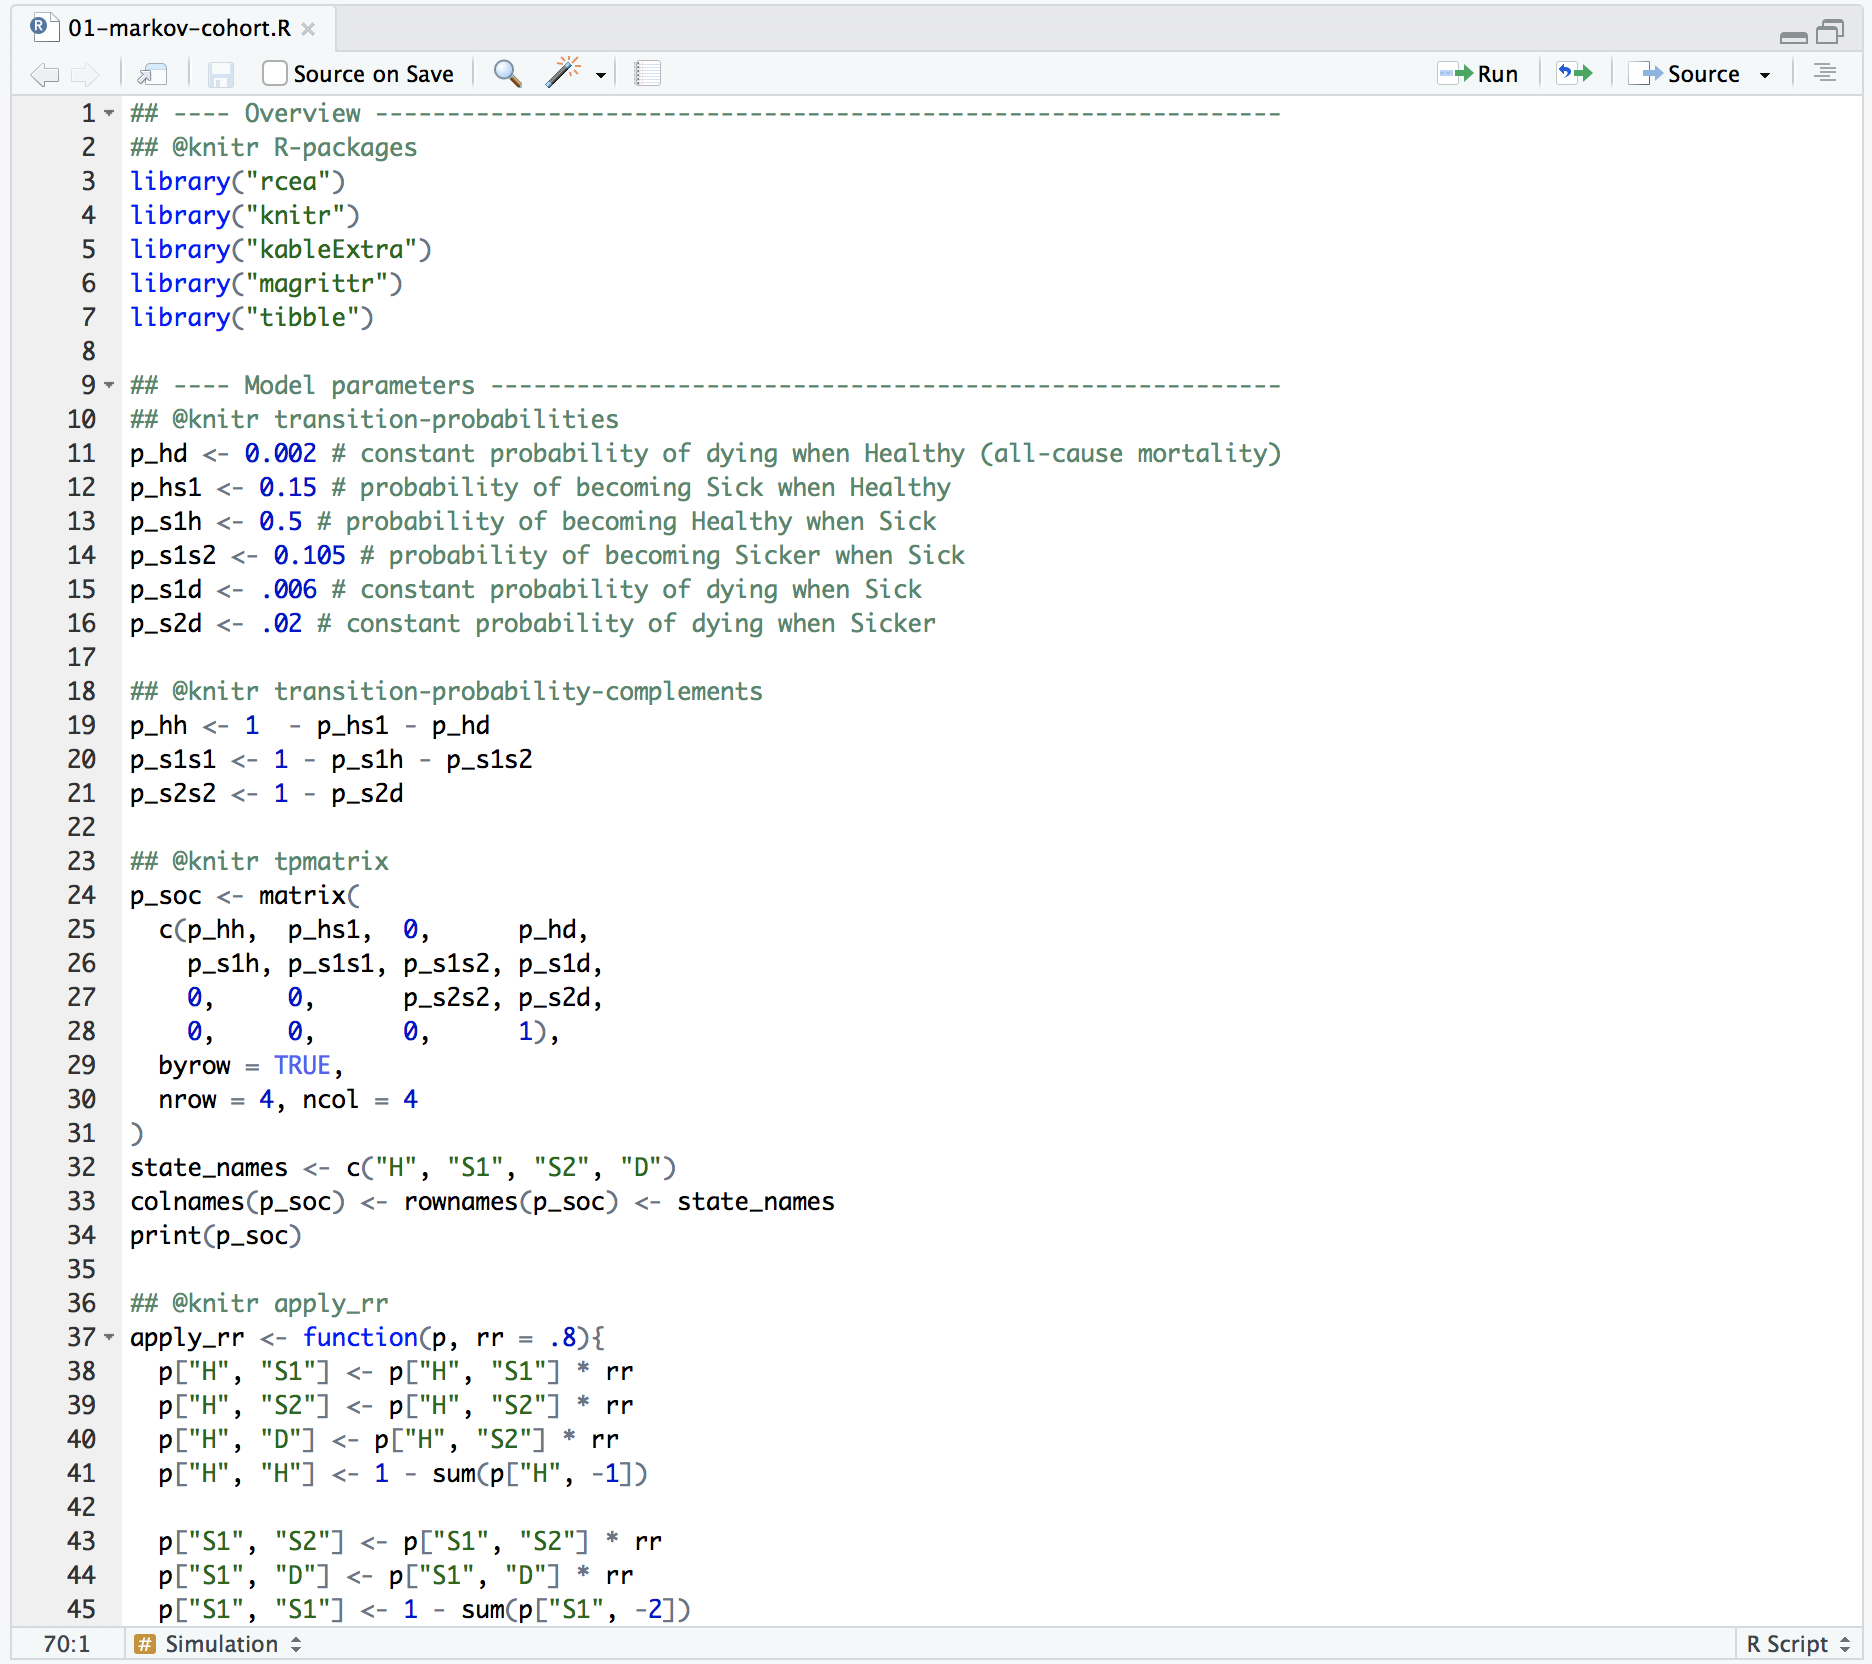 01-markov-cohort.R
Source on Save
Run
Source
1 ## ---- Overview ---------------------------------------------------------------
2 ## @knitr R-packages
3 library("rcea")
4 library("knitr")
5 library("kableExtra")
6 library("magrittr")
7 library("tibble")
8
9 ## ---- Model parameters -------------------------------------------------------
10 ## @knitr transition-probabilities
11 p_hd <- 0.002 # constant probability of dying when Healthy (all-cause mortality)
12 p_hs1 <- 0.15 # probability of becoming Sick when Healthy
13 p_s1h <- 0.5 # probability of becoming Healthy when Sick
14 p_s1s2 <- 0.105 # probability of becoming Sicker when Sick
15 p_s1d <- .006 # constant probability of dying when Sick
16 p_s2d <- .02 # constant probability of dying when Sicker
17
18 ## @knitr transition-probability-complements
19 p_hh <- 1  - p_hs1 - p_hd
20 p_s1s1 <- 1 - p_s1h - p_s1s2
21 p_s2s2 <- 1 - p_s2d
22
23 ## @knitr tpmatrix
24 p_soc <- matrix(
25   c(p_hh,  p_hs1,  0,      p_hd,
26     p_s1h, p_s1s1, p_s1s2, p_s1d,
27     0,     0,      p_s2s2, p_s2d,
28     0,     0,      0,      1),
29   byrow = TRUE,
30   nrow = 4, ncol = 4
31 )
32 state_names <- c("H", "S1", "S2", "D")
33 colnames(p_soc) <- rownames(p_soc) <- state_names
34 print(p_soc)
35
36 ## @knitr apply_rr
37 apply_rr <- function(p, rr = .8){
38   p["H", "S1"] <- p["H", "S1"] * rr
39   p["H", "S2"] <- p["H", "S2"] * rr
40   p["H", "D"] <- p["H", "S2"] * rr
41   p["H", "H"] <- 1 - sum(p["H", -1])
42
43   p["S1", "S2"] <- p["S1", "S2"] * rr
44   p["S1", "D"] <- p["S1", "D"] * rr
45   p["S1", "S1"] <- 1 - sum(p["S1", -2])
70:1 # Simulation R Script